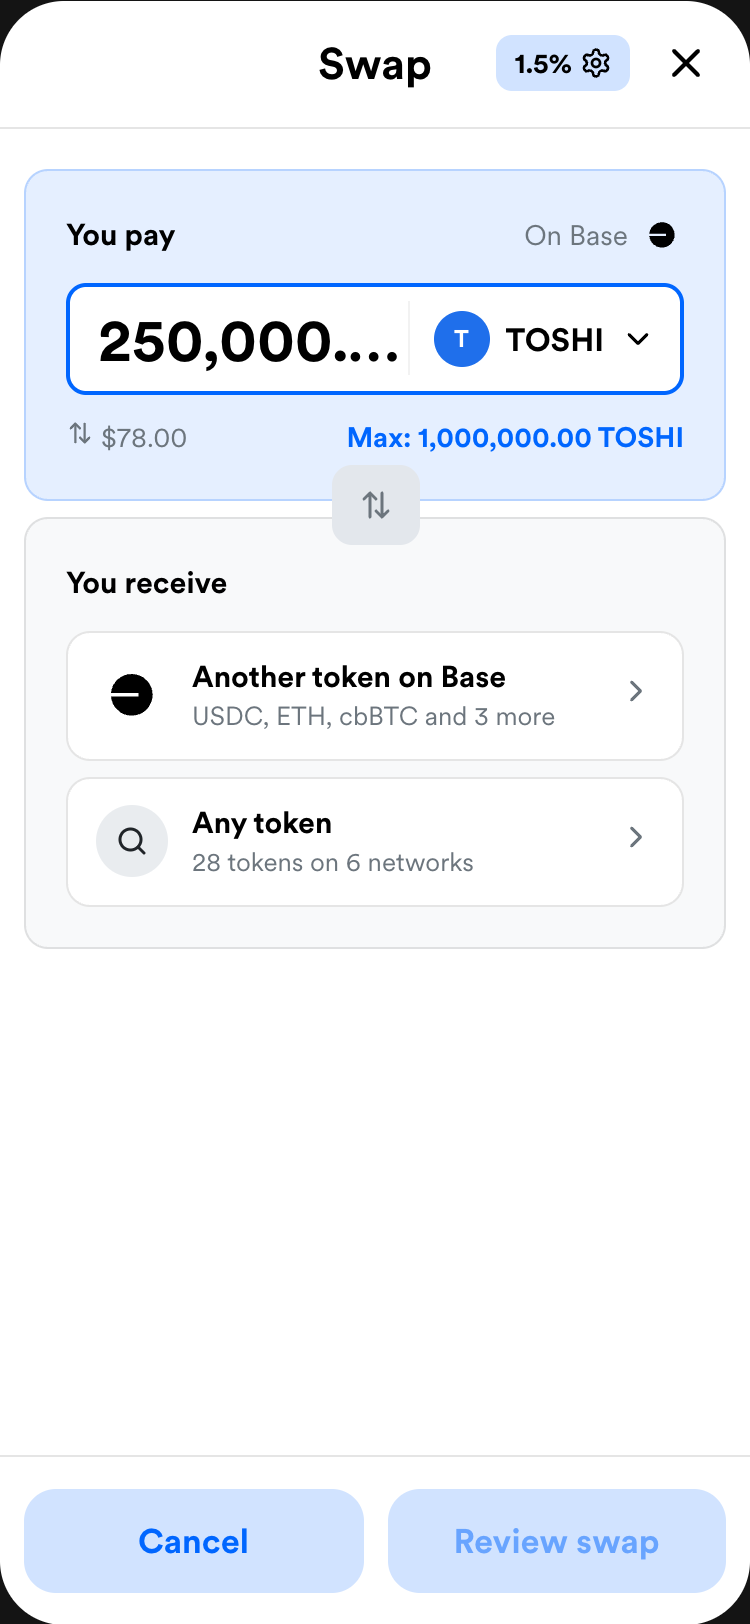 Swap
1.5%
You pay
On Base
250,000....
T
TOSHI
$78.00
Max: 1,000,000.00 TOSHI
You receive
Another token on Base
USDC, ETH, cbBTC and 3 more
Any token
28 tokens on 6 networks
Cancel
Review swap